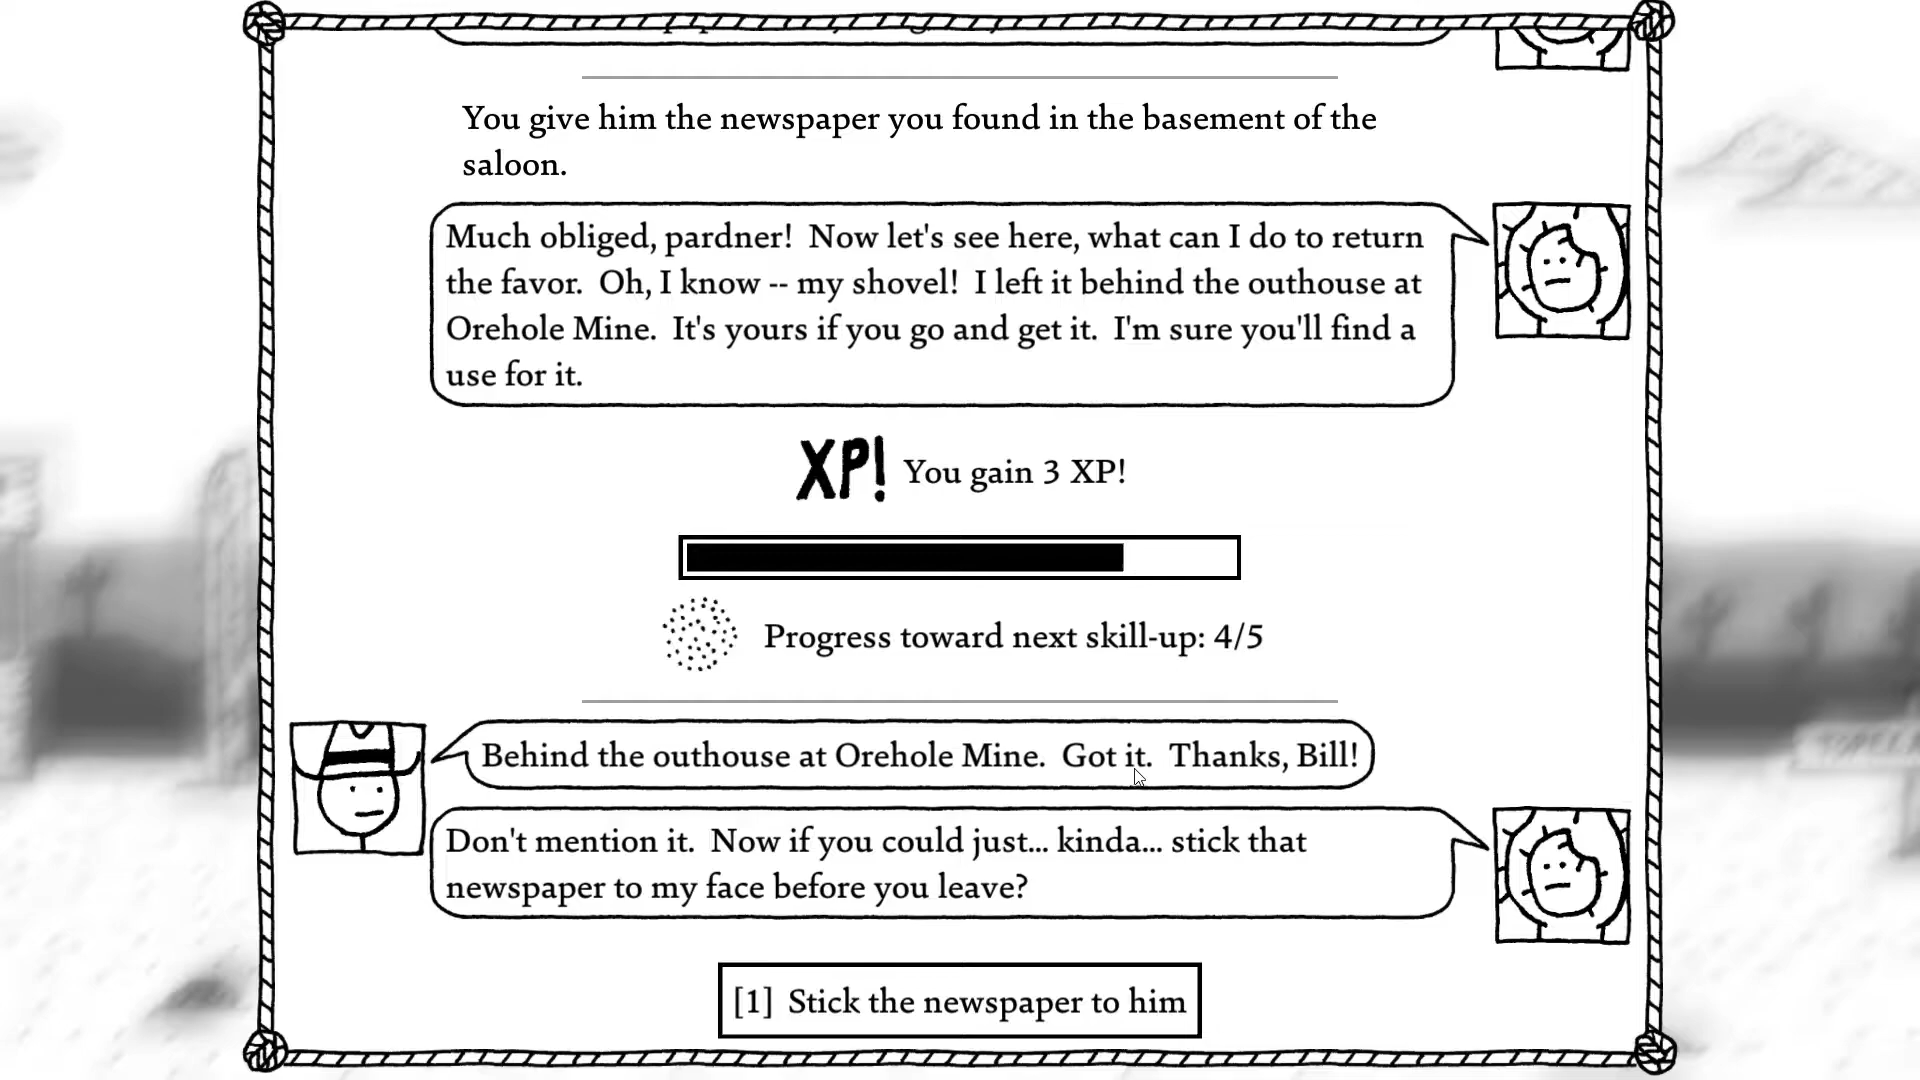 You give him the newspaper you found in the basement of the
saloon.
Much obliged, pardner!  Now let's see here, what can I do to return
the favor.  Oh, I know -- my shovel!  I left it behind the outhouse at
Orehole Mine.  It's yours if you go and get it.  I'm sure you'll find a
use for it.
XP! You gain 3 XP!
Progress toward next skill-up: 4/5
Behind the outhouse at Orehole Mine.  Got it.  Thanks, Bill!
Don't mention it.  Now if you could just... kinda... stick that
newspaper to my face before you leave?
[1]  Stick the newspaper to him